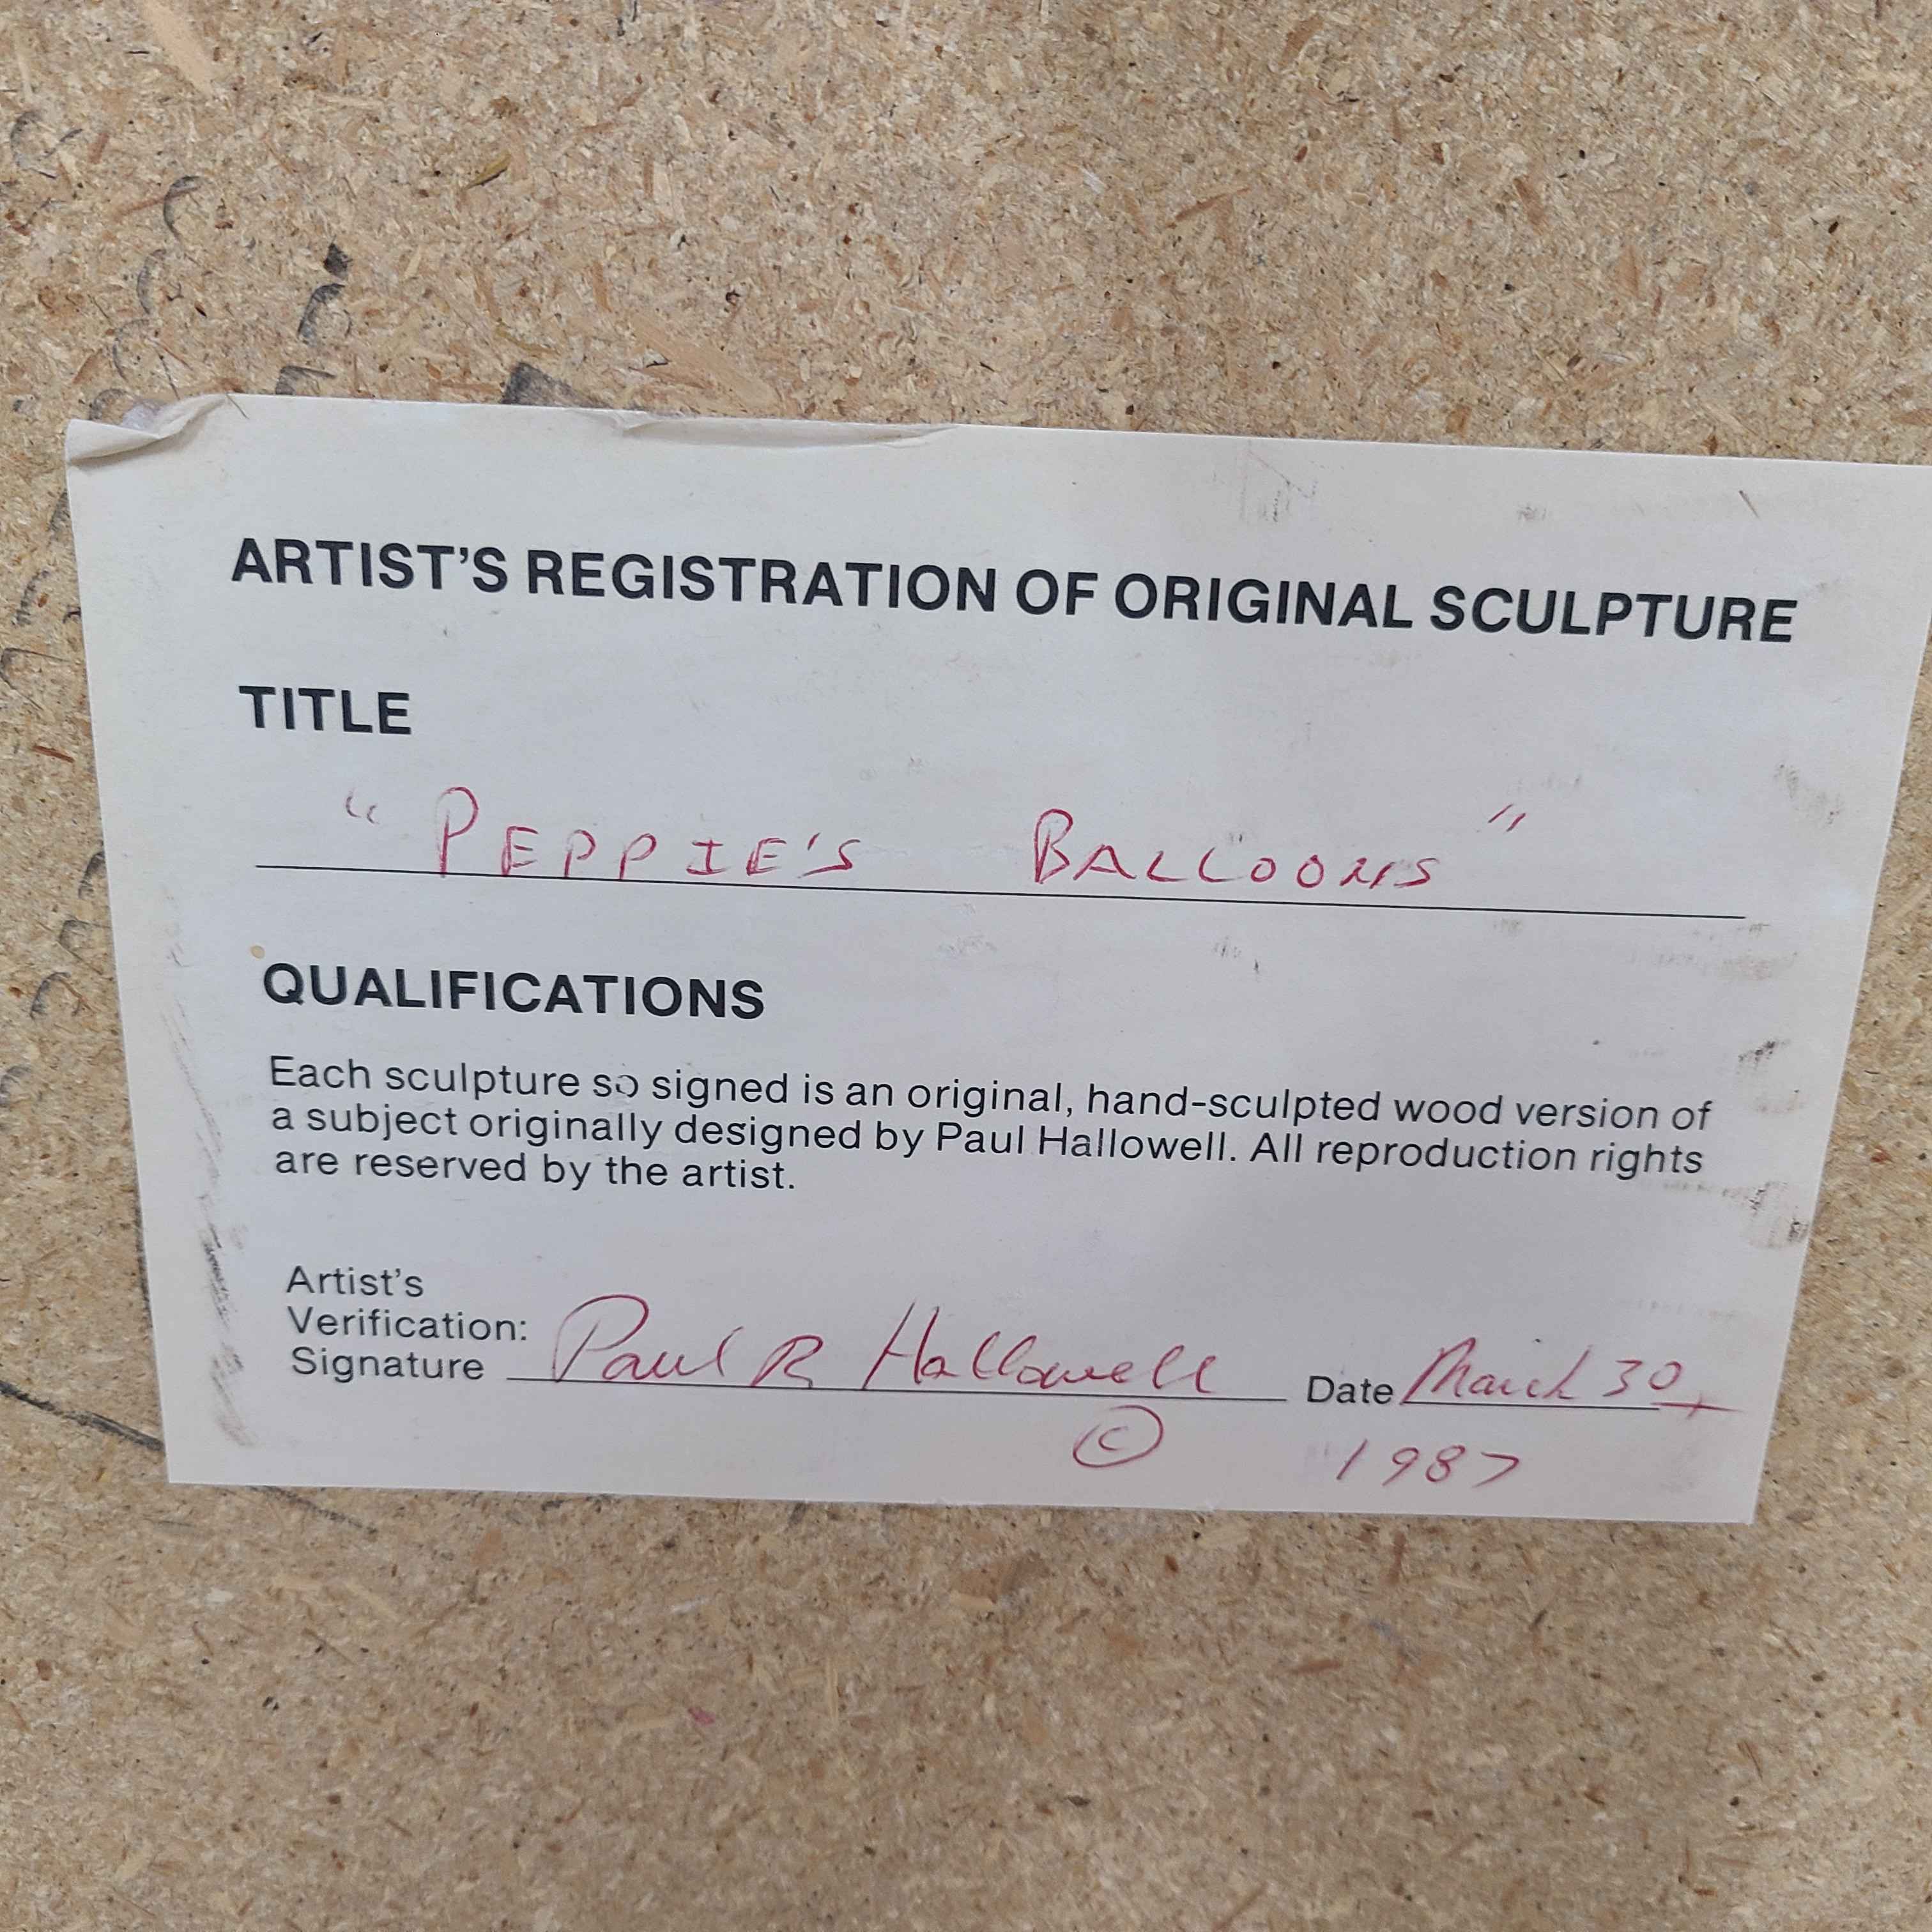 ARTIST'S REGISTRATION OF ORIGINAL SCULPTURE
TITLE
"PEPPIE'S BALLOONS"
QUALIFICATIONS
Each sculpture so signed is an original, hand-sculpted wood version of
a subject originally designed by Paul Hallowell. All reproduction rights
are reserved by the artist.
Artist's
Verification:
Signature Paul R Hallowell Date March 30
© 1987